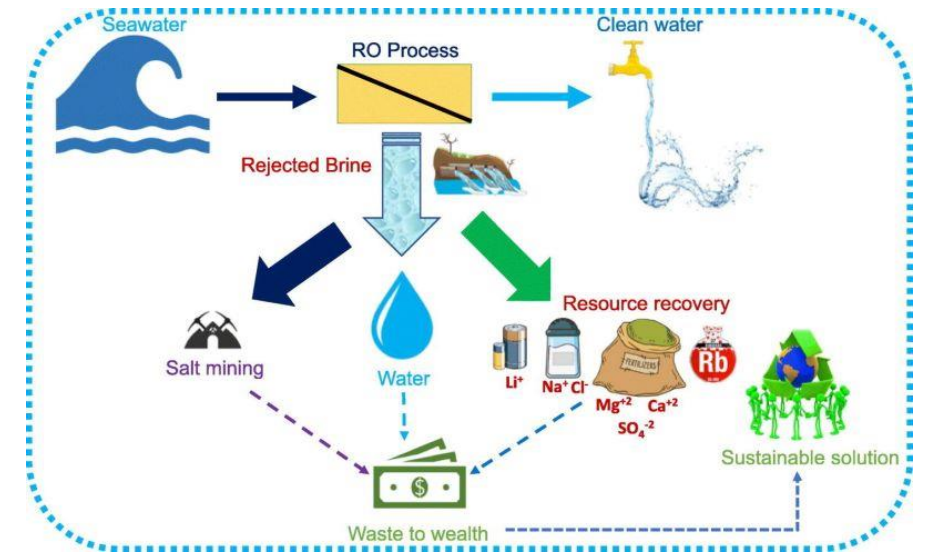 Seawater
Clean water
RO Process
Rejected Brine
Resource recovery
FERTILIZERS
Rb
Salt mining
Water
Li⁺
Na⁺ Cl⁻
Mg⁺² Ca⁺²
SO₄⁻²
Sustainable solution
Waste to wealth